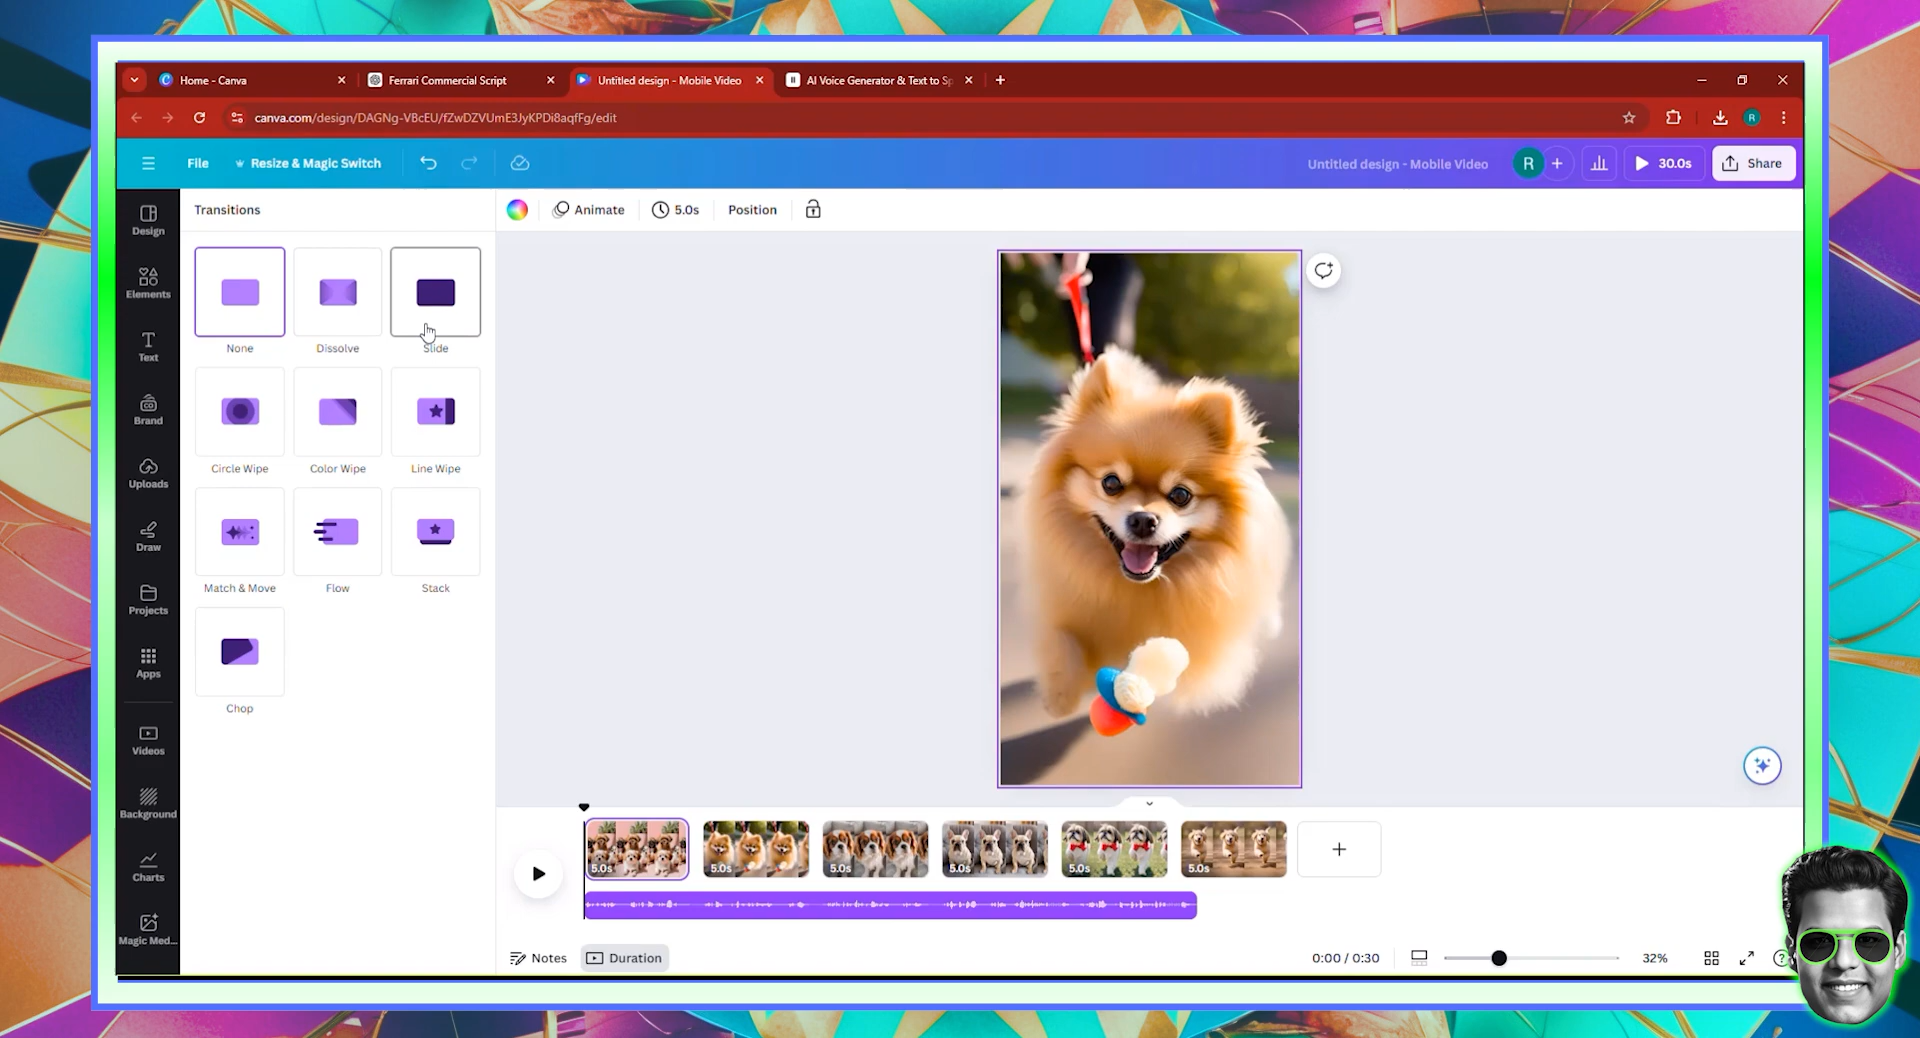 Home - Canva
Ferrari Commercial Script
Untitled design - Mobile Video
AI Voice Generator & Text to Sp
canva.com/design/DAGNg-VBcEU/fZwDZVUmE3JyKPDi8aqfFg/edit
R
File
Resize & Magic Switch
Untitled design - Mobile Video
R
30.0s
Share
Design
Elements
Text
Brand
Uploads
Draw
Projects
Apps
Videos
Background
Charts
Magic Med...
Transitions
None
Dissolve
Slide
Circle Wipe
Color Wipe
Line Wipe
Match & Move
Flow
Stack
Chop
Animate
5.0s
Position
5.0s
5.0s
5.0s
5.0s
5.0s
5.0s
Notes
Duration
0:00 / 0:30
32%